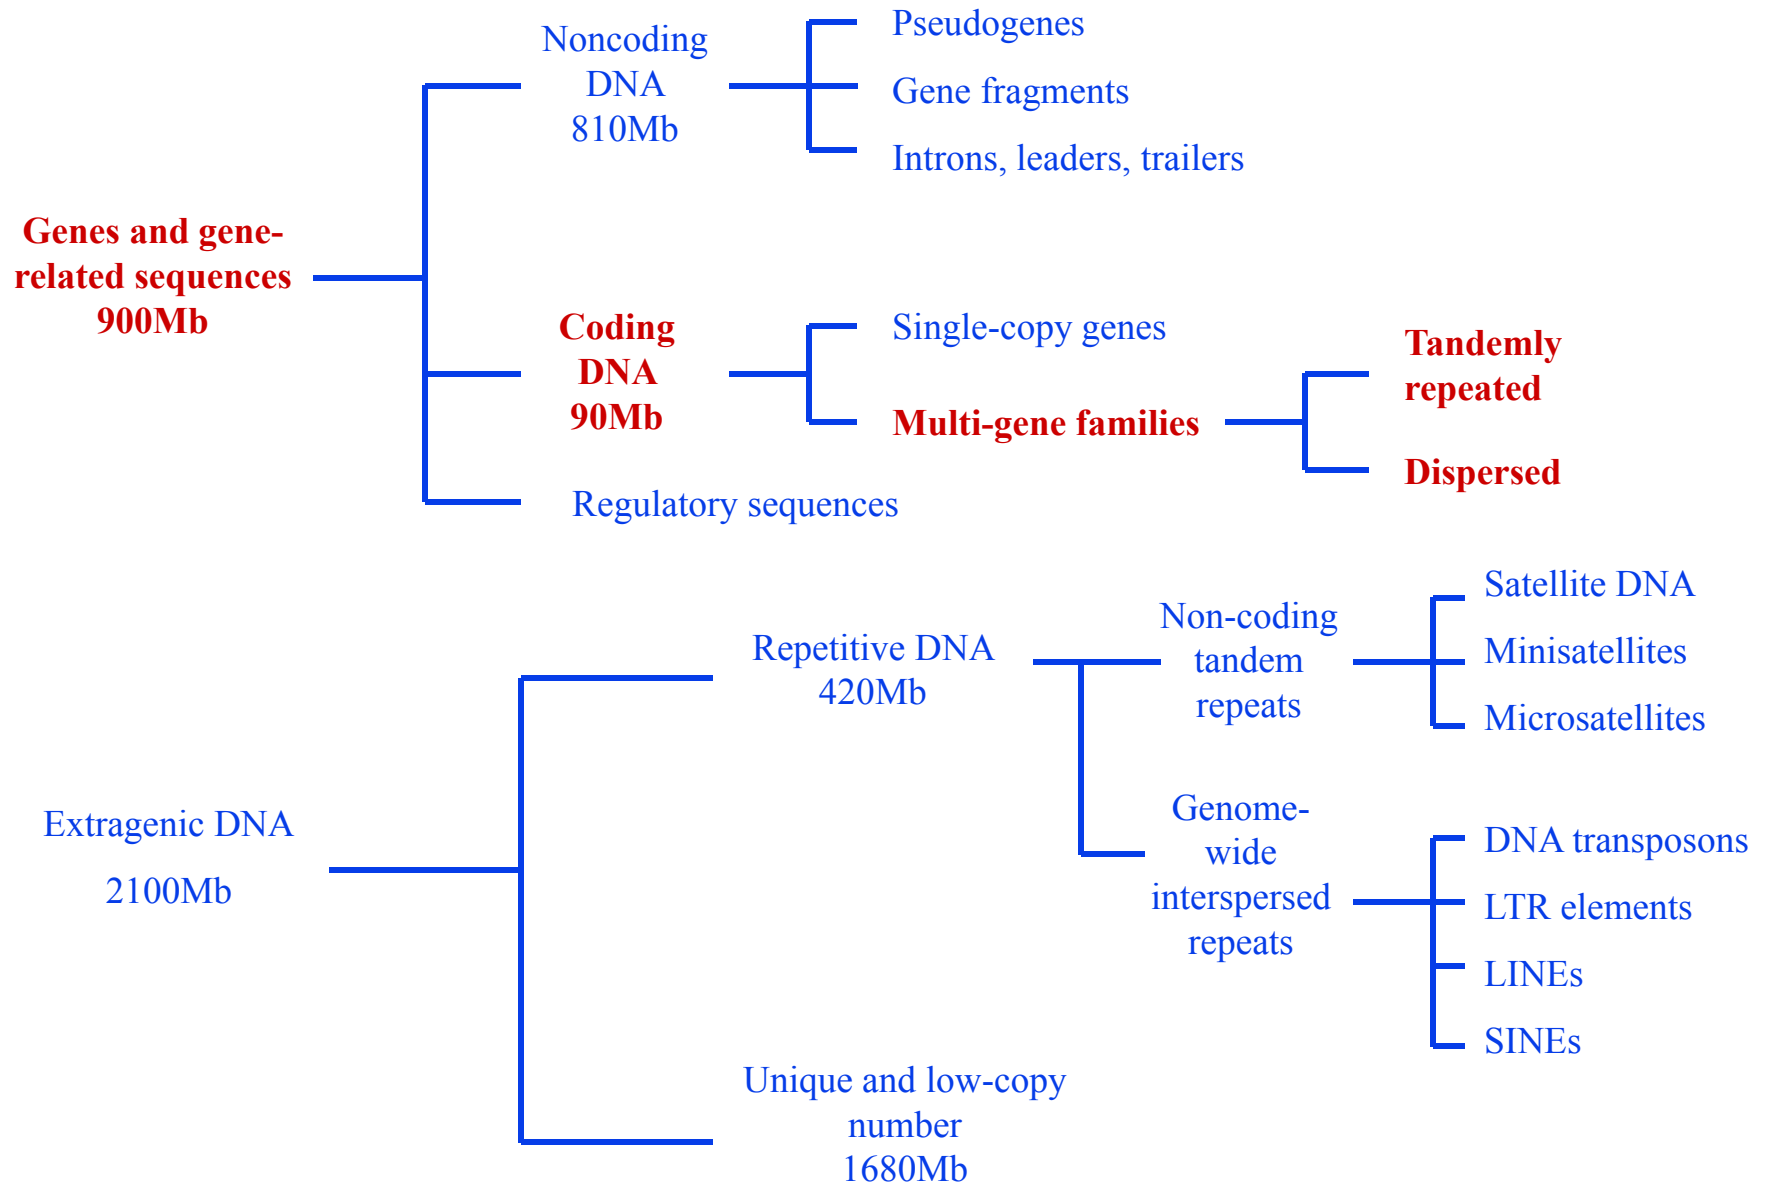 Noncoding
DNA
810Mb
Pseudogenes
Gene fragments
Introns, leaders, trailers
Genes and gene-
related sequences
900Mb
Coding
DNA
90Mb
Single-copy genes
Multi-gene families
Tandemly
repeated
Dispersed
Regulatory sequences
Extragenic DNA
2100Mb
Repetitive DNA
420Mb
Non-coding
tandem
repeats
Satellite DNA
Minisatellites
Microsatellites
Genome-
wide
interspersed
repeats
DNA transposons
LTR elements
LINEs
SINEs
Unique and low-copy
number
1680Mb